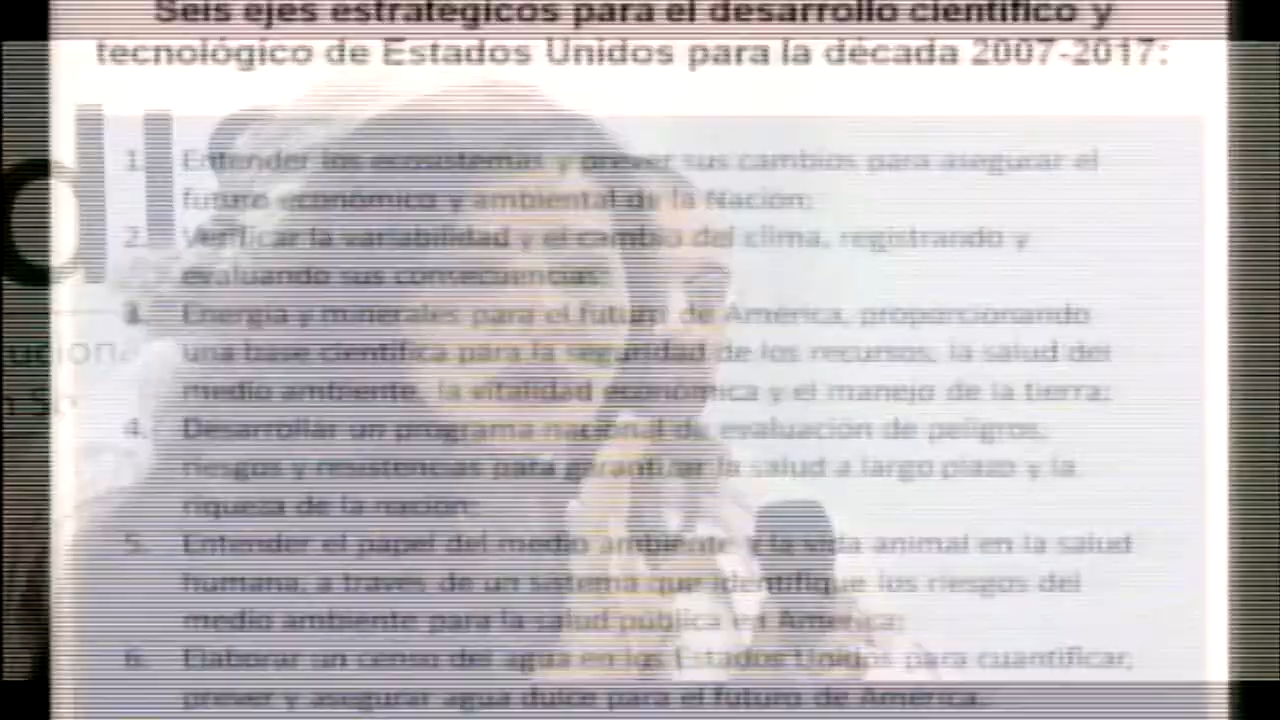 Seis ejes estratégicos para el desarrollo científico y
tecnológico de Estados Unidos para la década 2007-2017:
1. Entender los ecosistemas y prever sus cambios para asegurar el
futuro económico y ambiental de la Nación;
2. Verificar la variabilidad y el cambio del clima, registrando y
evaluando sus consecuencias;
3. Energía y minerales para el futuro de América, proporcionando
una base científica para la seguridad de los recursos, la salud del
medio ambiente, la vitalidad económica y el manejo de la tierra;
4. Desarrollar un programa nacional de evaluación de peligros,
riesgos y resistencias para garantizar la salud a largo plazo y la
riqueza de la nación;
5. Entender el papel del medio ambiente y la vida animal en la salud
humana, a través de un sistema que identifique los riesgos del
medio ambiente para la salud pública en América;
6. Elaborar un censo del agua en los Estados Unidos para cuantificar,
prever y asegurar agua dulce para el futuro de América.